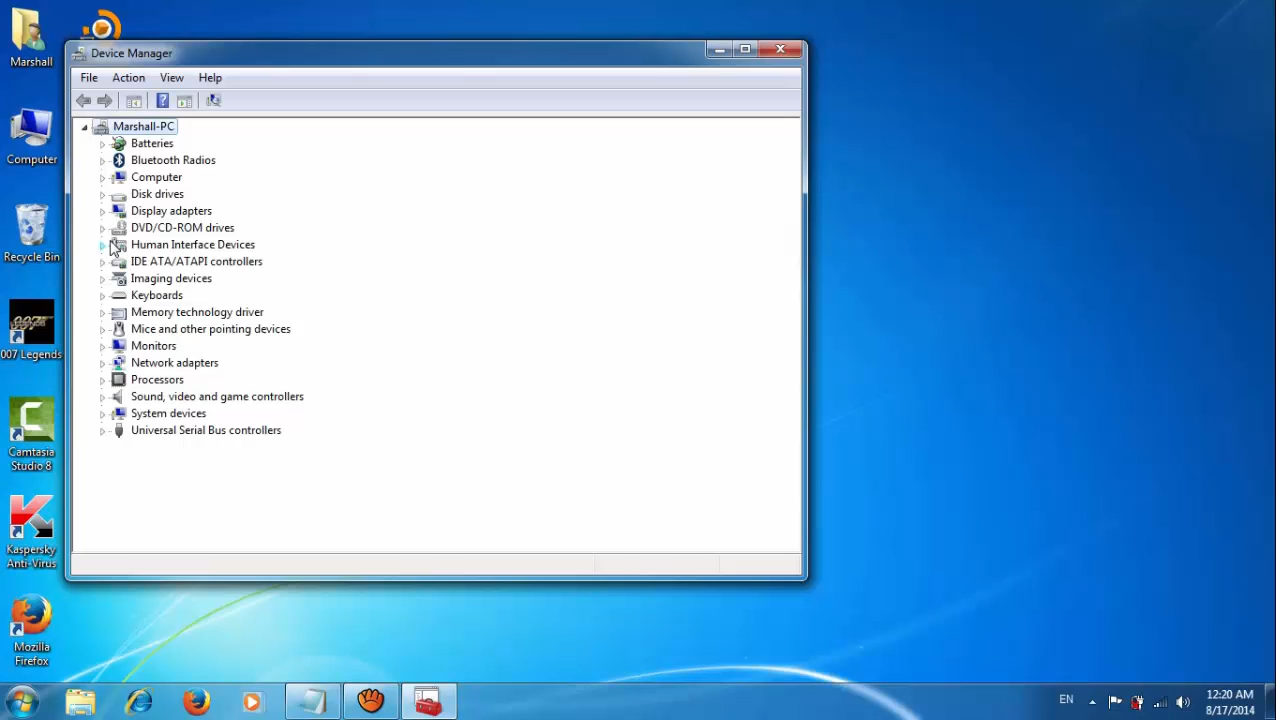 Marshall
Computer
Recycle Bin
007
007 Legends
Camtasia
Studio 8
Kaspersky
Anti-Virus
Mozilla
Firefox
Device Manager
File Action View Help
Marshall-PC
Batteries
Bluetooth Radios
Computer
Disk drives
Display adapters
DVD/CD-ROM drives
Human Interface Devices
IDE ATA/ATAPI controllers
Imaging devices
Keyboards
Memory technology driver
Mice and other pointing devices
Monitors
Network adapters
Processors
Sound, video and game controllers
System devices
Universal Serial Bus controllers
EN
12:20 AM
8/17/2014